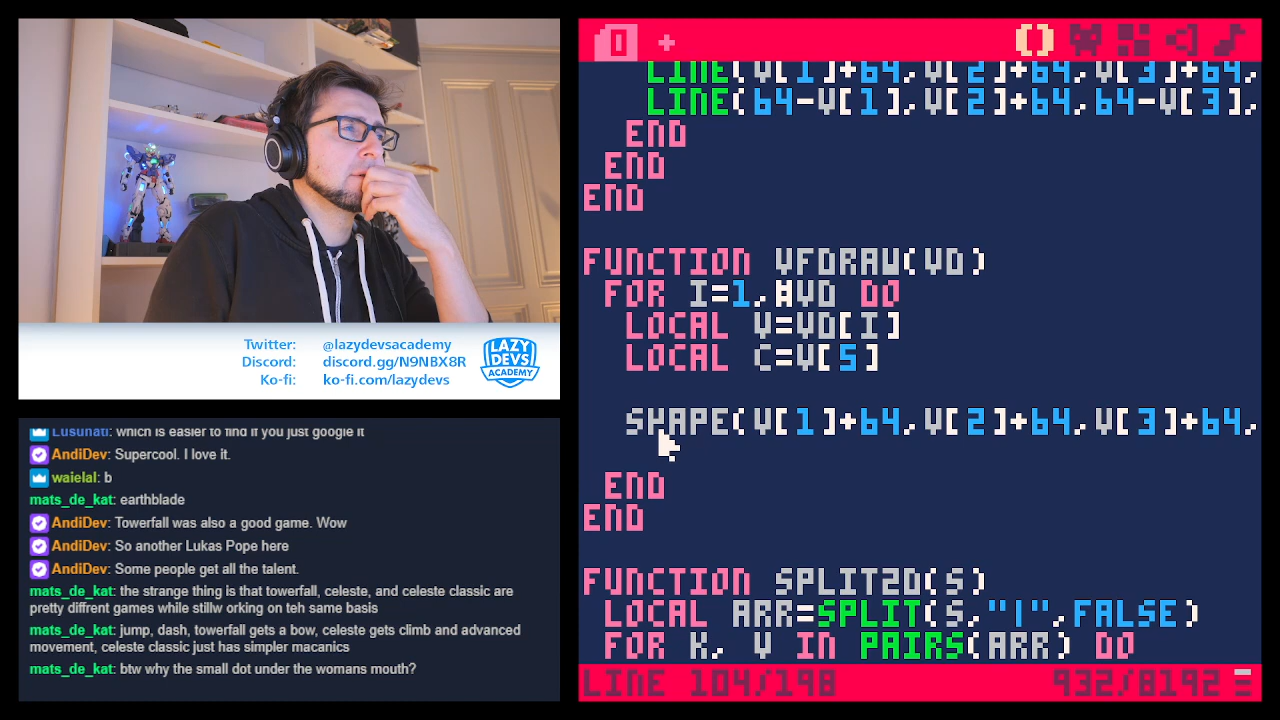 Twitter: @lazydevsacademy
Discord: discord.gg/N9NBX8R
Ko-fi: ko-fi.com/lazydevs
LAZY
DEVS
ACADEMY
Lusunati: which is easier to find if you just google it
AndiDev: Supercool. I love it.
waielal: b
mats_de_kat: earthblade
AndiDev: Towerfall was also a good game. Wow
AndiDev: So another Lukas Pope here
AndiDev: Some people get all the talent.
mats_de_kat: the strange thing is that towerfall, celeste, and celeste classic are
pretty diffrent games while stillw orking on teh same basis
mats_de_kat: jump, dash, towerfall gets a bow, celeste gets climb and advanced
movement, celeste classic just has simpler macanics
mats_de_kat: btw why the small dot under the womans mouth?
0 +
LINE(V[1]+64,V[2]+64,V[3]+64,
LINE(64-V[1],V[2]+64,64-V[3],
END
END
END
FUNCTION VFDRAW(VD)
FOR I=1,#VD DO
LOCAL V=VD[I]
LOCAL C=V[5]
SHAPE(V[1]+64,V[2]+64,V[3]+64,
END
END
FUNCTION SPLIT2D(S)
LOCAL ARR=SPLIT(S,"|",FALSE)
FOR K, V IN PAIRS(ARR) DO
LINE 104/198 932/8192